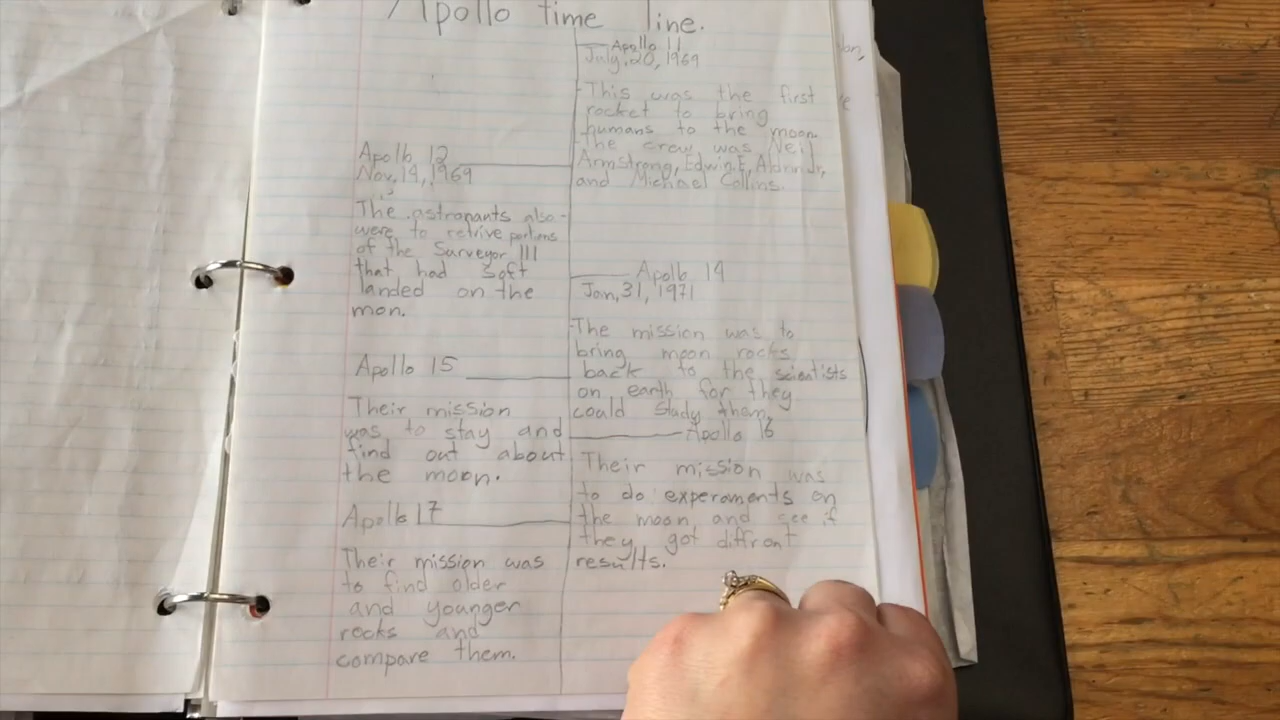 Apollo time line.
Apollo 11
July 20, 1969
This was the first
rocket to bring
humans to the moon.
The crew was Neil
Armstrong, Edwin E, Aldrin Jr,
and Michael Collins.
Apollo 12
Nov, 14, 1969
The astronants also
were to retrive portions
of the Surveyor III
that had soft
landed on the
mon.
Apollo 14
Jan, 31, 1971
The mission was to
bring moon rocks
back to the scientists
on earth for they
could study them.
Apollo 15
Their mission
was to stay and
find out about
the moon.
Apollo 16
Their mission was
to do experaments on
the moon and see if
they got diffront
results.
Apollo 17
Their mission was
to find older
and younger
rocks and
compare them.